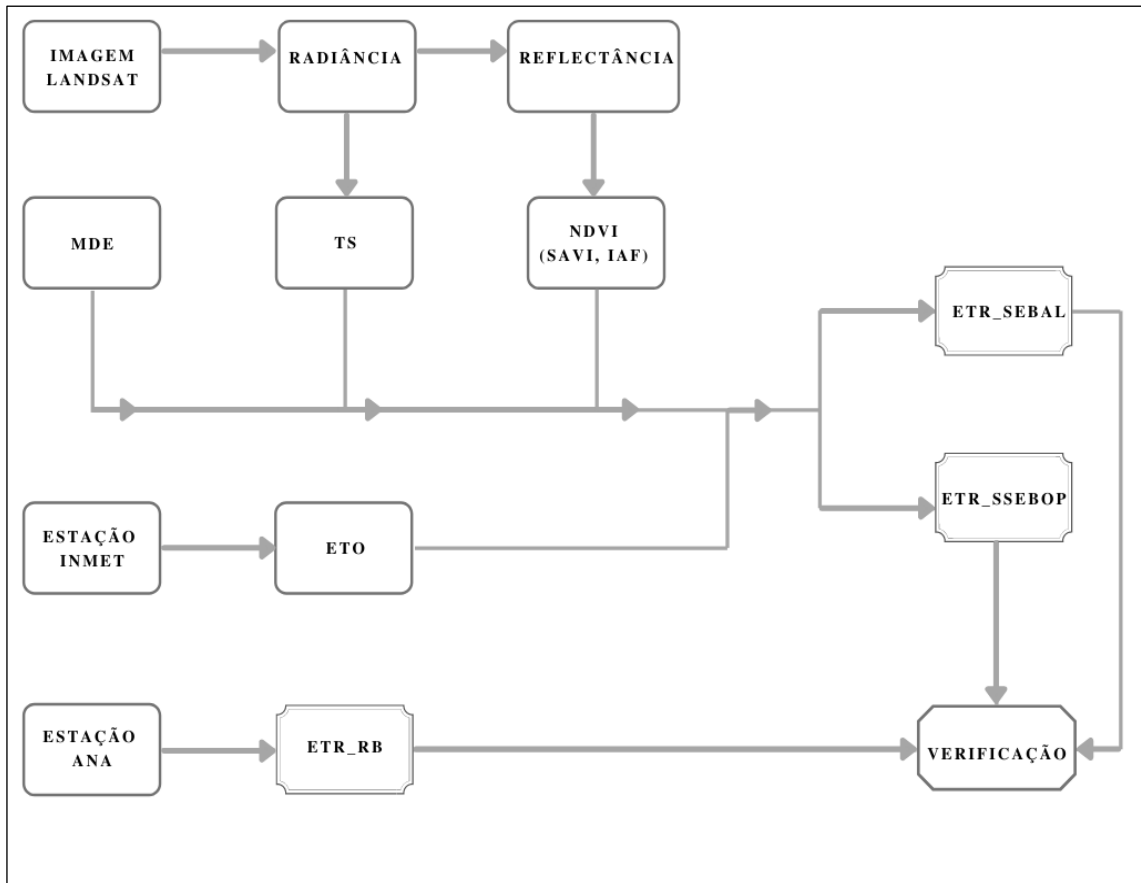 IMAGEM
LANDSAT
RADIÂNCIA
REFLECTÂNCIA
MDE
TS
NDVI
(SAVI, IAF)
ETR_SEBAL
ETR_SSEBOP
ESTAÇÃO
INMET
ETO
ESTAÇÃO
ANA
ETR_RB
VERIFICAÇÃO